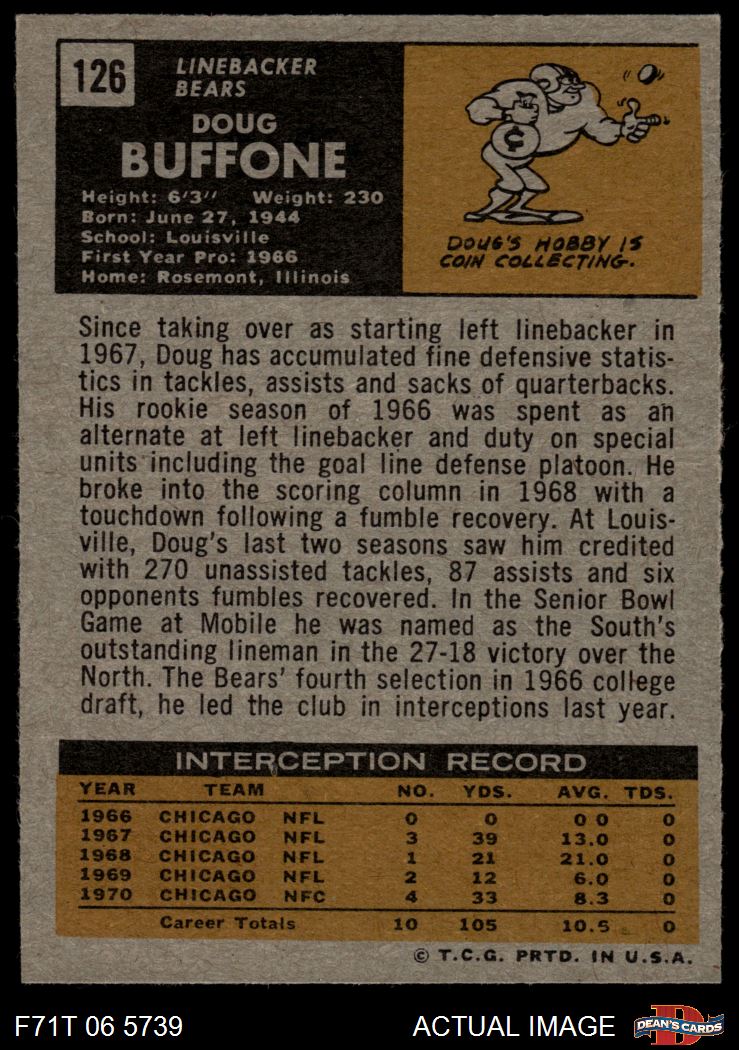 126
LINEBACKER
BEARS
DOUG
BUFFONE
Height: 6'3" Weight: 230
Born: June 27, 1944
School: Louisville
First Year Pro: 1966
Home: Rosemont, Illinois
¢
DOUG'S HOBBY IS
COIN COLLECTING.
Since taking over as starting left linebacker in
1967, Doug has accumulated fine defensive statis-
tics in tackles, assists and sacks of quarterbacks.
His rookie season of 1966 was spent as an
alternate at left linebacker and duty on special
units including the goal line defense platoon. He
broke into the scoring column in 1968 with a
touchdown following a fumble recovery. At Louis-
ville, Doug's last two seasons saw him credited
with 270 unassisted tackles, 87 assists and six
opponents fumbles recovered. In the Senior Bowl
Game at Mobile he was named as the South's
outstanding lineman in the 27-18 victory over the
North. The Bears' fourth selection in 1966 college
draft, he led the club in interceptions last year.
INTERCEPTION RECORD
YEAR TEAM NO. YDS. AVG. TDS.
1966 CHICAGO NFL 0 0 0 0 0
1967 CHICAGO NFL 3 39 13.0 0
1968 CHICAGO NFL 1 21 21.0 0
1969 CHICAGO NFL 2 12 6.0 0
1970 CHICAGO NFC 4 33 8.3 0
Career Totals 10 105 10.5 0
© T.C.G. PRTD. IN U.S.A.
F71T 06 5739 ACTUAL IMAGE D DEAN'S CARDS